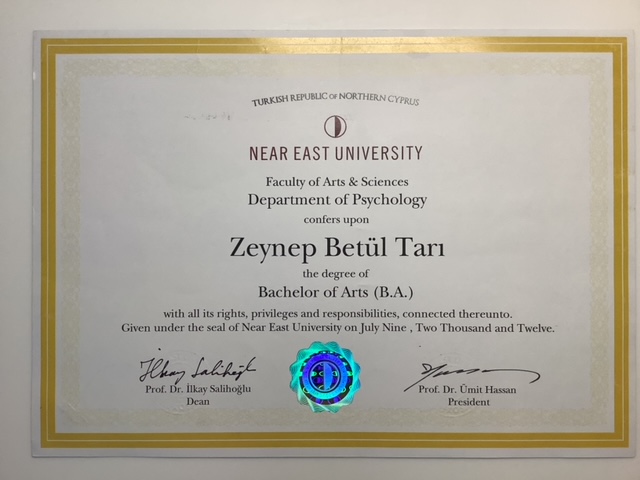 TURKISH REPUBLIC OF NORTHERN CYPRUS
NEAR EAST UNIVERSITY
Faculty of Arts & Sciences
Department of Psychology
confers upon
Zeynep Betül Tarı
the degree of
Bachelor of Arts (B.A.)
with all its rights, privileges and responsibilities, connected thereunto.
Given under the seal of Near East University on July Nine , Two Thousand and Twelve.
İlkay Salihoğlu
Prof. Dr. İlkay Salihoğlu
Dean
Prof. Dr. Ümit Hassan
President